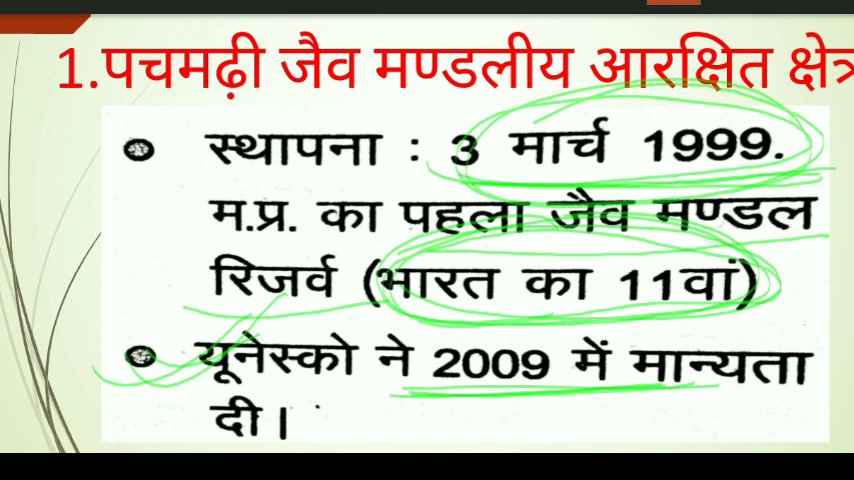 1.पचमढ़ी जैव मण्डलीय आरक्षित क्षेत्र
स्थापना : 3 मार्च 1999.
म.प्र. का पहला जैव मण्डल
रिजर्व (भारत का 11वां)
यूनेस्को ने 2009 में मान्यता
दी।